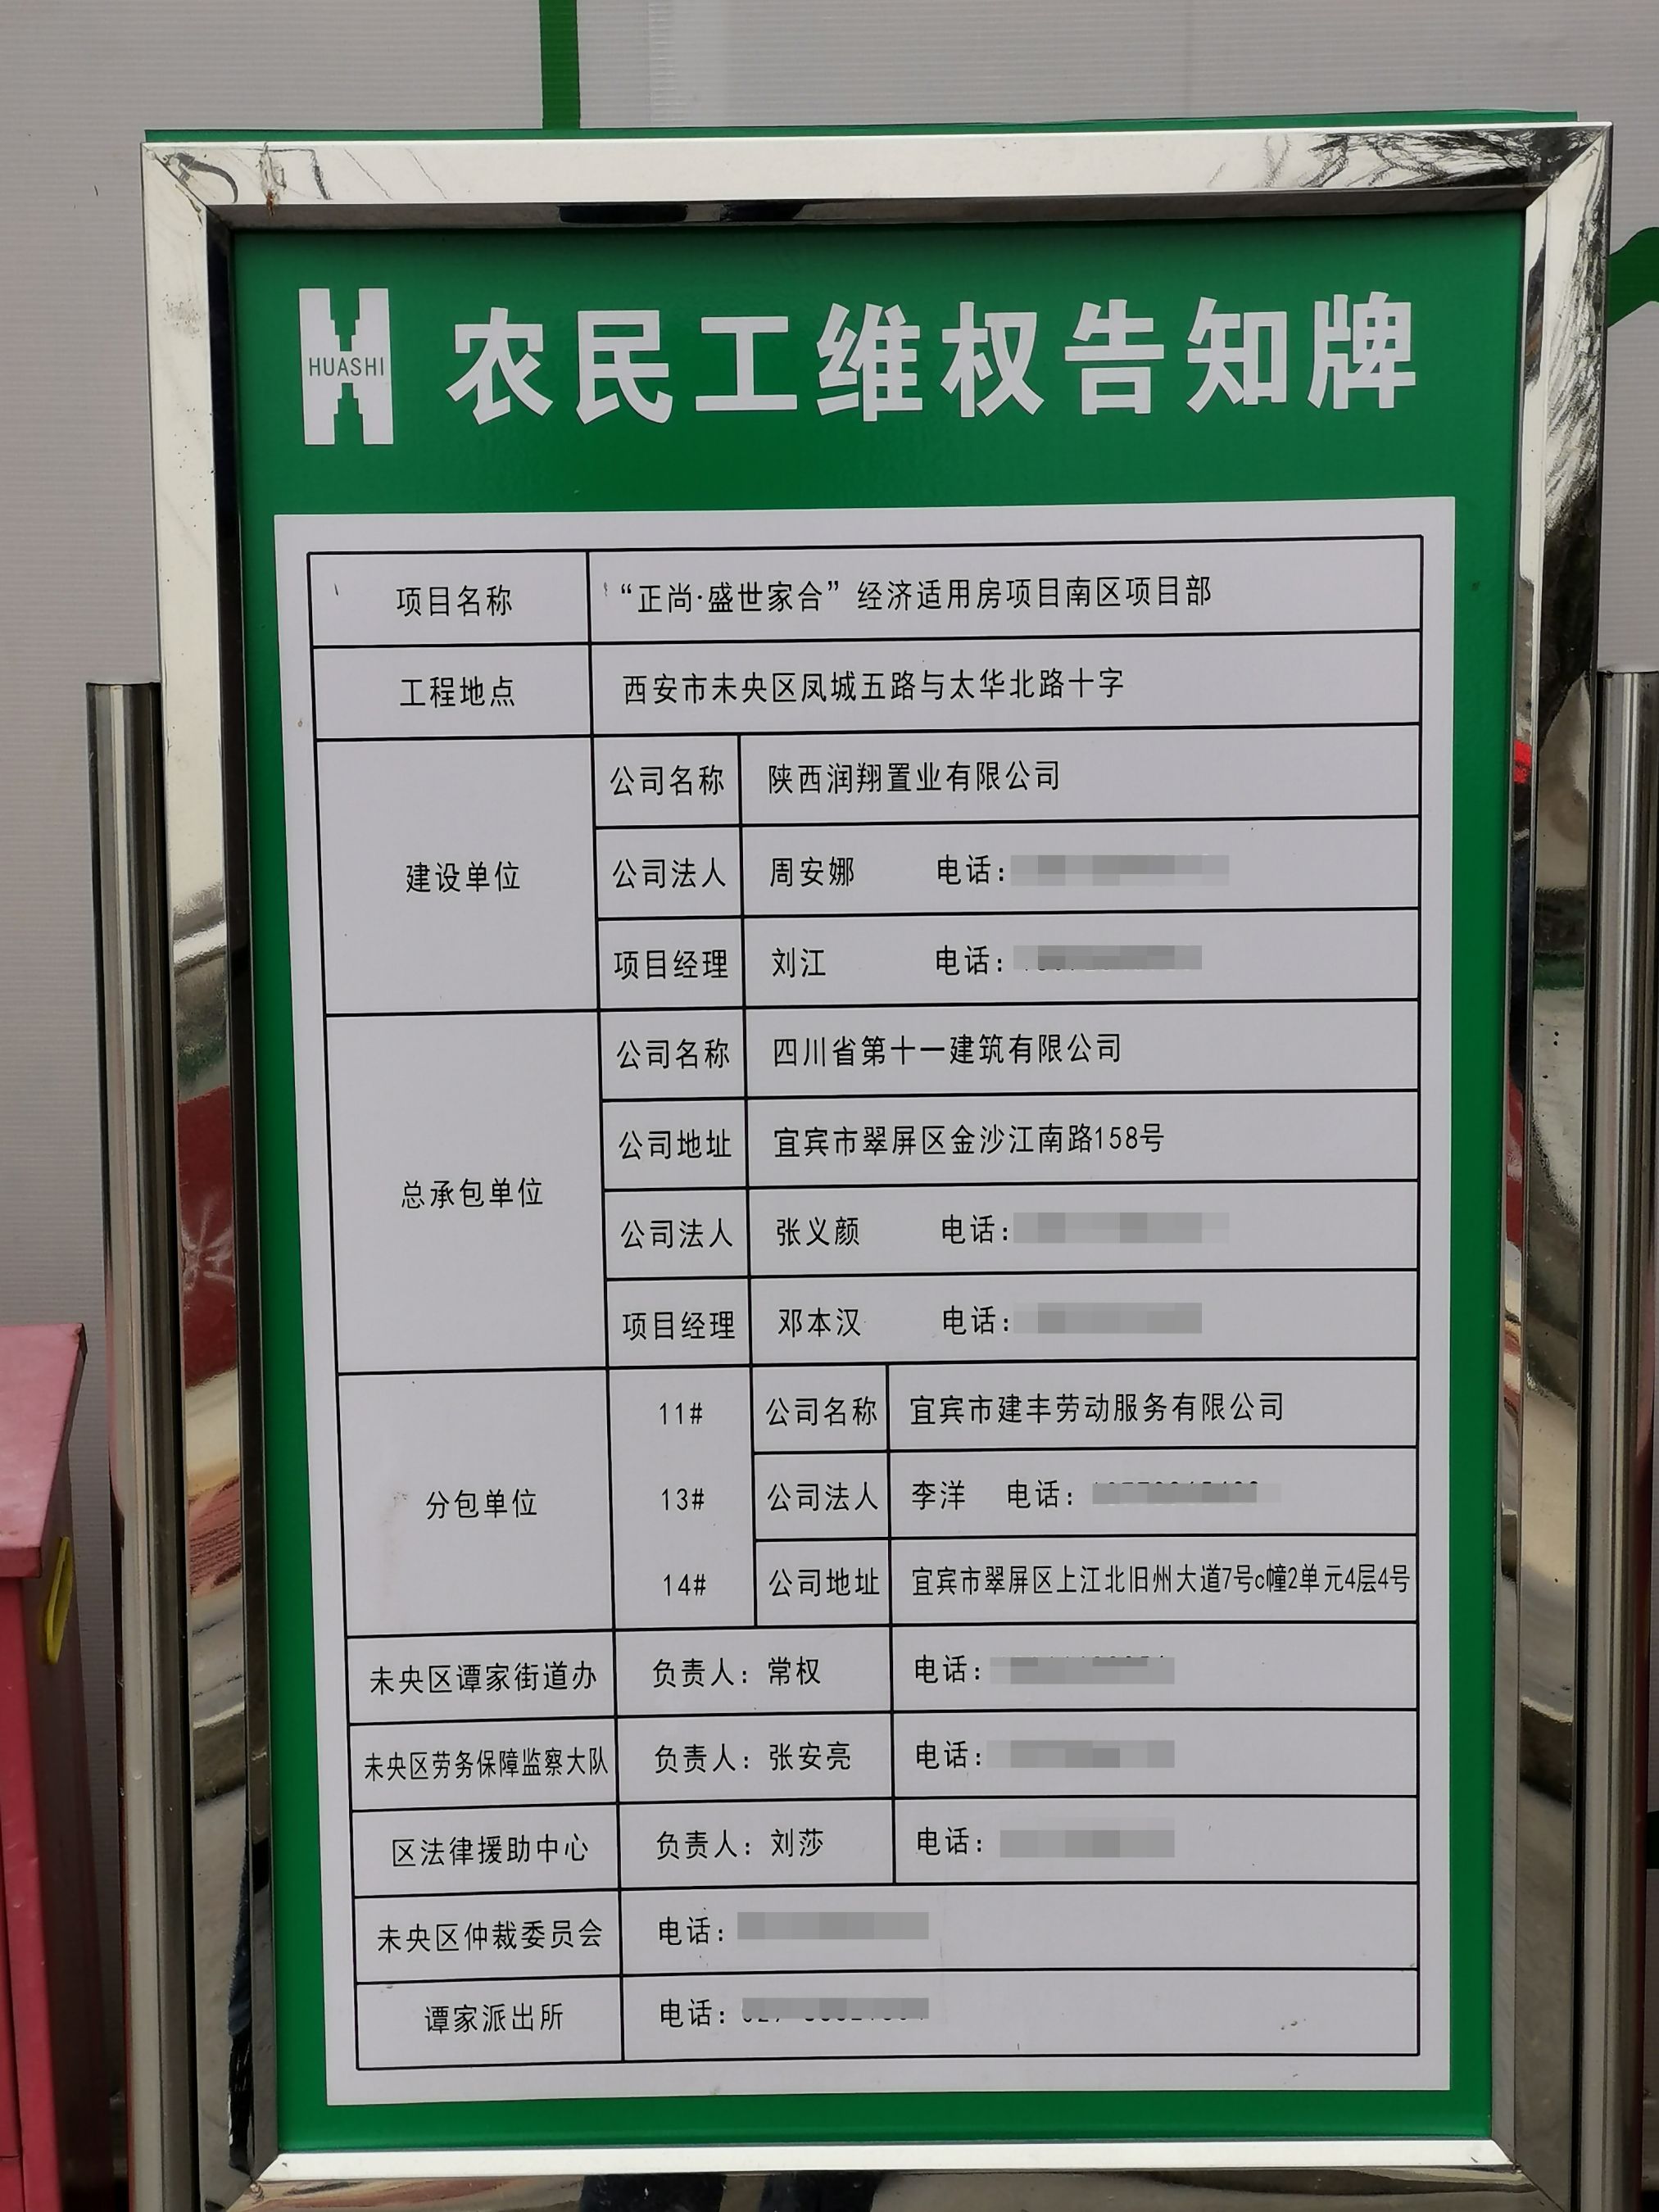 HUASHI
农民工维权告知牌
项目名称 “正尚·盛世家合”经济适用房项目南区项目部
工程地点 西安市未央区凤城五路与太华北路十字
建设单位
公司名称 陕西润翔置业有限公司
公司法人 周安娜 电话:
项目经理 刘江 电话:
总承包单位
公司名称 四川省第十一建筑有限公司
公司地址 宜宾市翠屏区金沙江南路158号
公司法人 张义颜 电话:
项目经理 邓本汉 电话:
分包单位
11# 公司名称 宜宾市建丰劳动服务有限公司
13# 公司法人 李洋 电话:
14# 公司地址 宜宾市翠屏区上江北旧州大道7号c幢2单元4层4号
未央区谭家街道办 负责人: 常权 电话:
未央区劳务保障监察大队 负责人: 张安亮 电话:
区法律援助中心 负责人: 刘莎 电话:
未央区仲裁委员会 电话:
谭家派出所 电话: